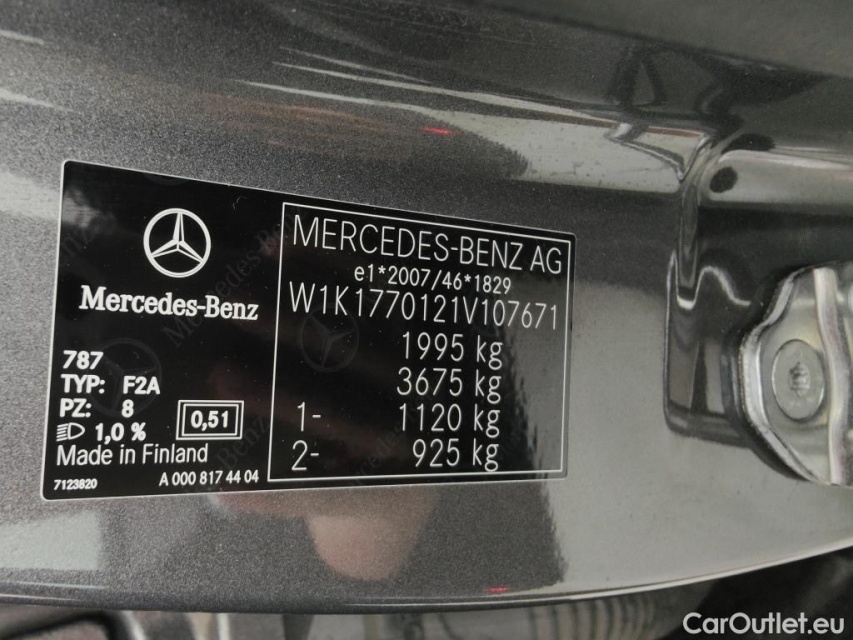 Mercedes-Benz
787
TYP: F2A
PZ: 8
1,0 %
0,51
Made in Finland
7123820
A 000 817 44 04
MERCEDES-BENZ AG
e1*2007/46*1829
W1K1770121V107671
1995 kg
3675 kg
1- 1120 kg
2- 925 kg
CarOutlet.eu